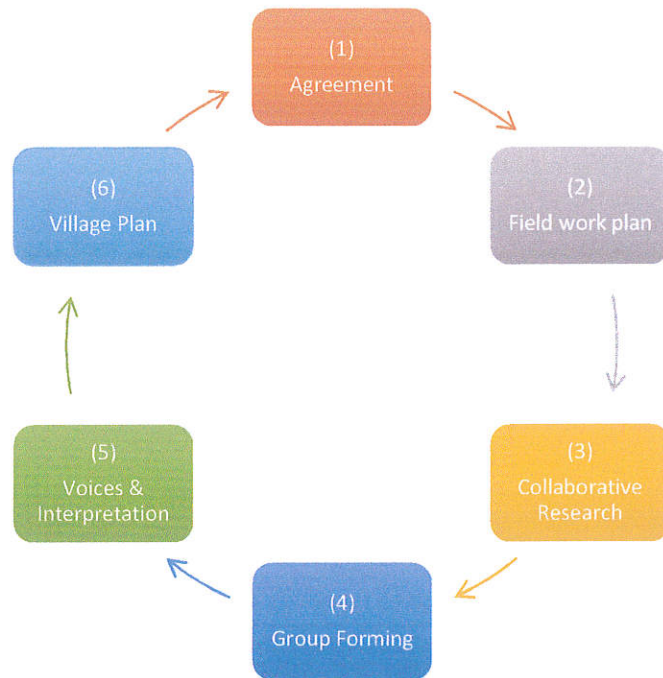 (1)
Agreement
(2)
Field work plan
(3)
Collaborative
Research
(4)
Group Forming
(5)
Voices &
Interpretation
(6)
Village Plan